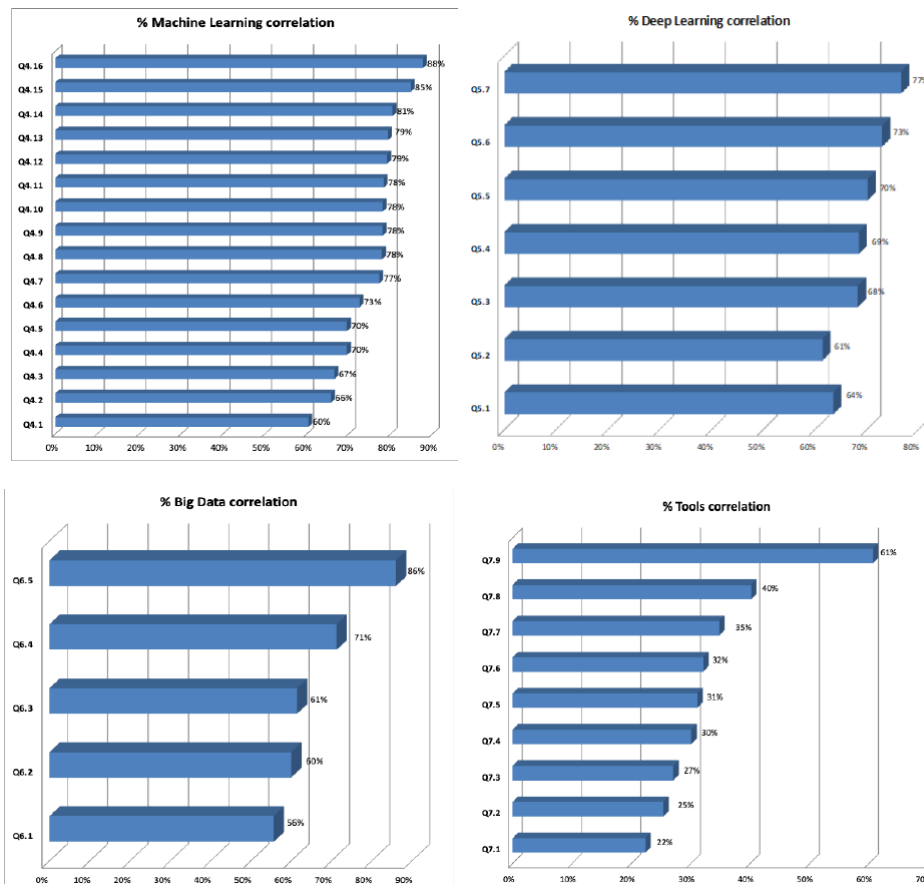 % Machine Learning correlation
Q4.16 88%
Q4.15 85%
Q4.14 81%
Q4.13 79%
Q4.12 79%
Q4.11 78%
Q4.10 78%
Q4.9 78%
Q4.8 78%
Q4.7 77%
Q4.6 73%
Q4.5 70%
Q4.4 70%
Q4.3 67%
Q4.2 66%
Q4.1 60%
0% 10% 20% 30% 40% 50% 60% 70% 80% 90%
% Deep Learning correlation
Q5.7 77%
Q5.6 73%
Q5.5 70%
Q5.4 69%
Q5.3 68%
Q5.2 61%
Q5.1 64%
0% 10% 20% 30% 40% 50% 60% 70% 80%
% Big Data correlation
Q6.5 86%
Q6.4 71%
Q6.3 61%
Q6.2 60%
Q6.1 56%
0% 10% 20% 30% 40% 50% 60% 70% 80% 90%
% Tools correlation
Q7.9 61%
Q7.8 40%
Q7.7 35%
Q7.6 32%
Q7.5 31%
Q7.4 30%
Q7.3 27%
Q7.2 25%
Q7.1 22%
0% 10% 20% 30% 40% 50% 60% 70